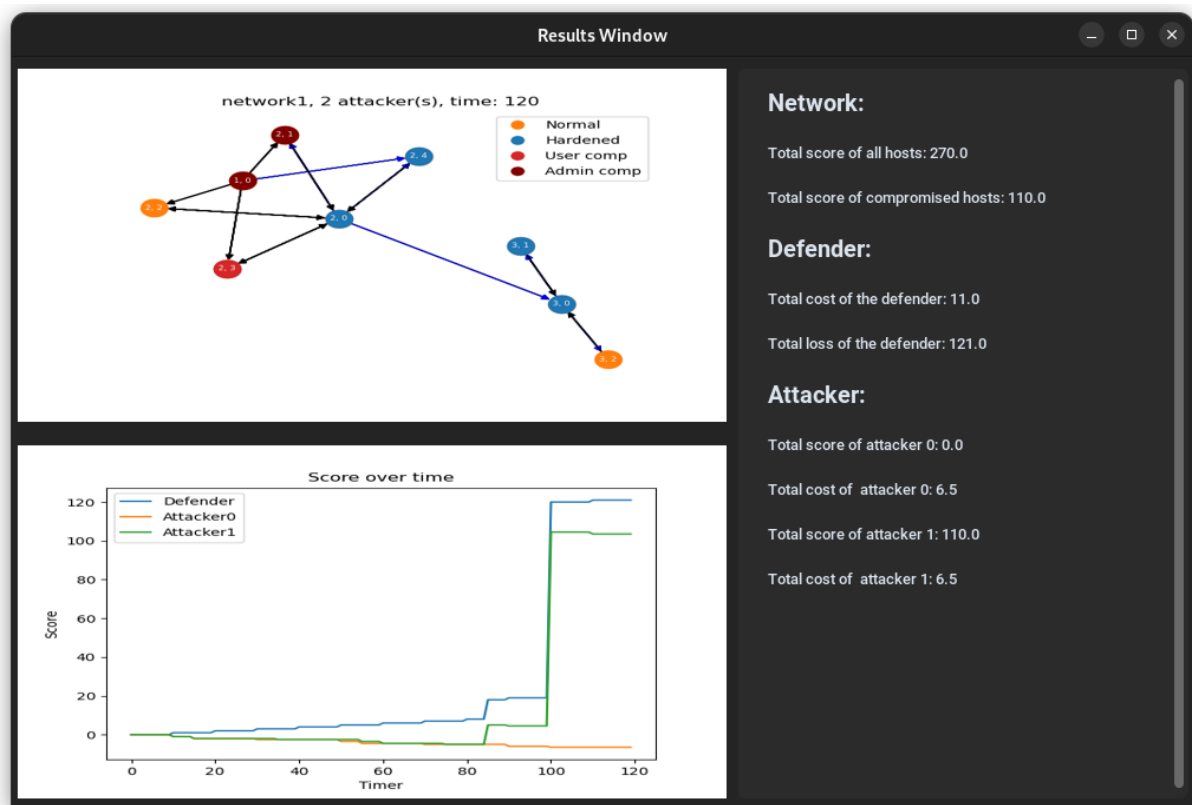 Results Window
network1, 2 attacker(s), time: 120
Normal
Hardened
User comp
Admin comp
2, 1
2, 4
1, 0
2, 2
2, 0
2, 3
3, 1
3, 0
3, 2
Score over time
Defender
Attacker0
Attacker1
120
100
80
60
40
20
0
Score
0 20 40 60 80 100 120
Timer
Network:
Total score of all hosts: 270.0
Total score of compromised hosts: 110.0
Defender:
Total cost of the defender: 11.0
Total loss of the defender: 121.0
Attacker:
Total score of attacker 0: 0.0
Total cost of  attacker 0: 6.5
Total score of attacker 1: 110.0
Total cost of  attacker 1: 6.5